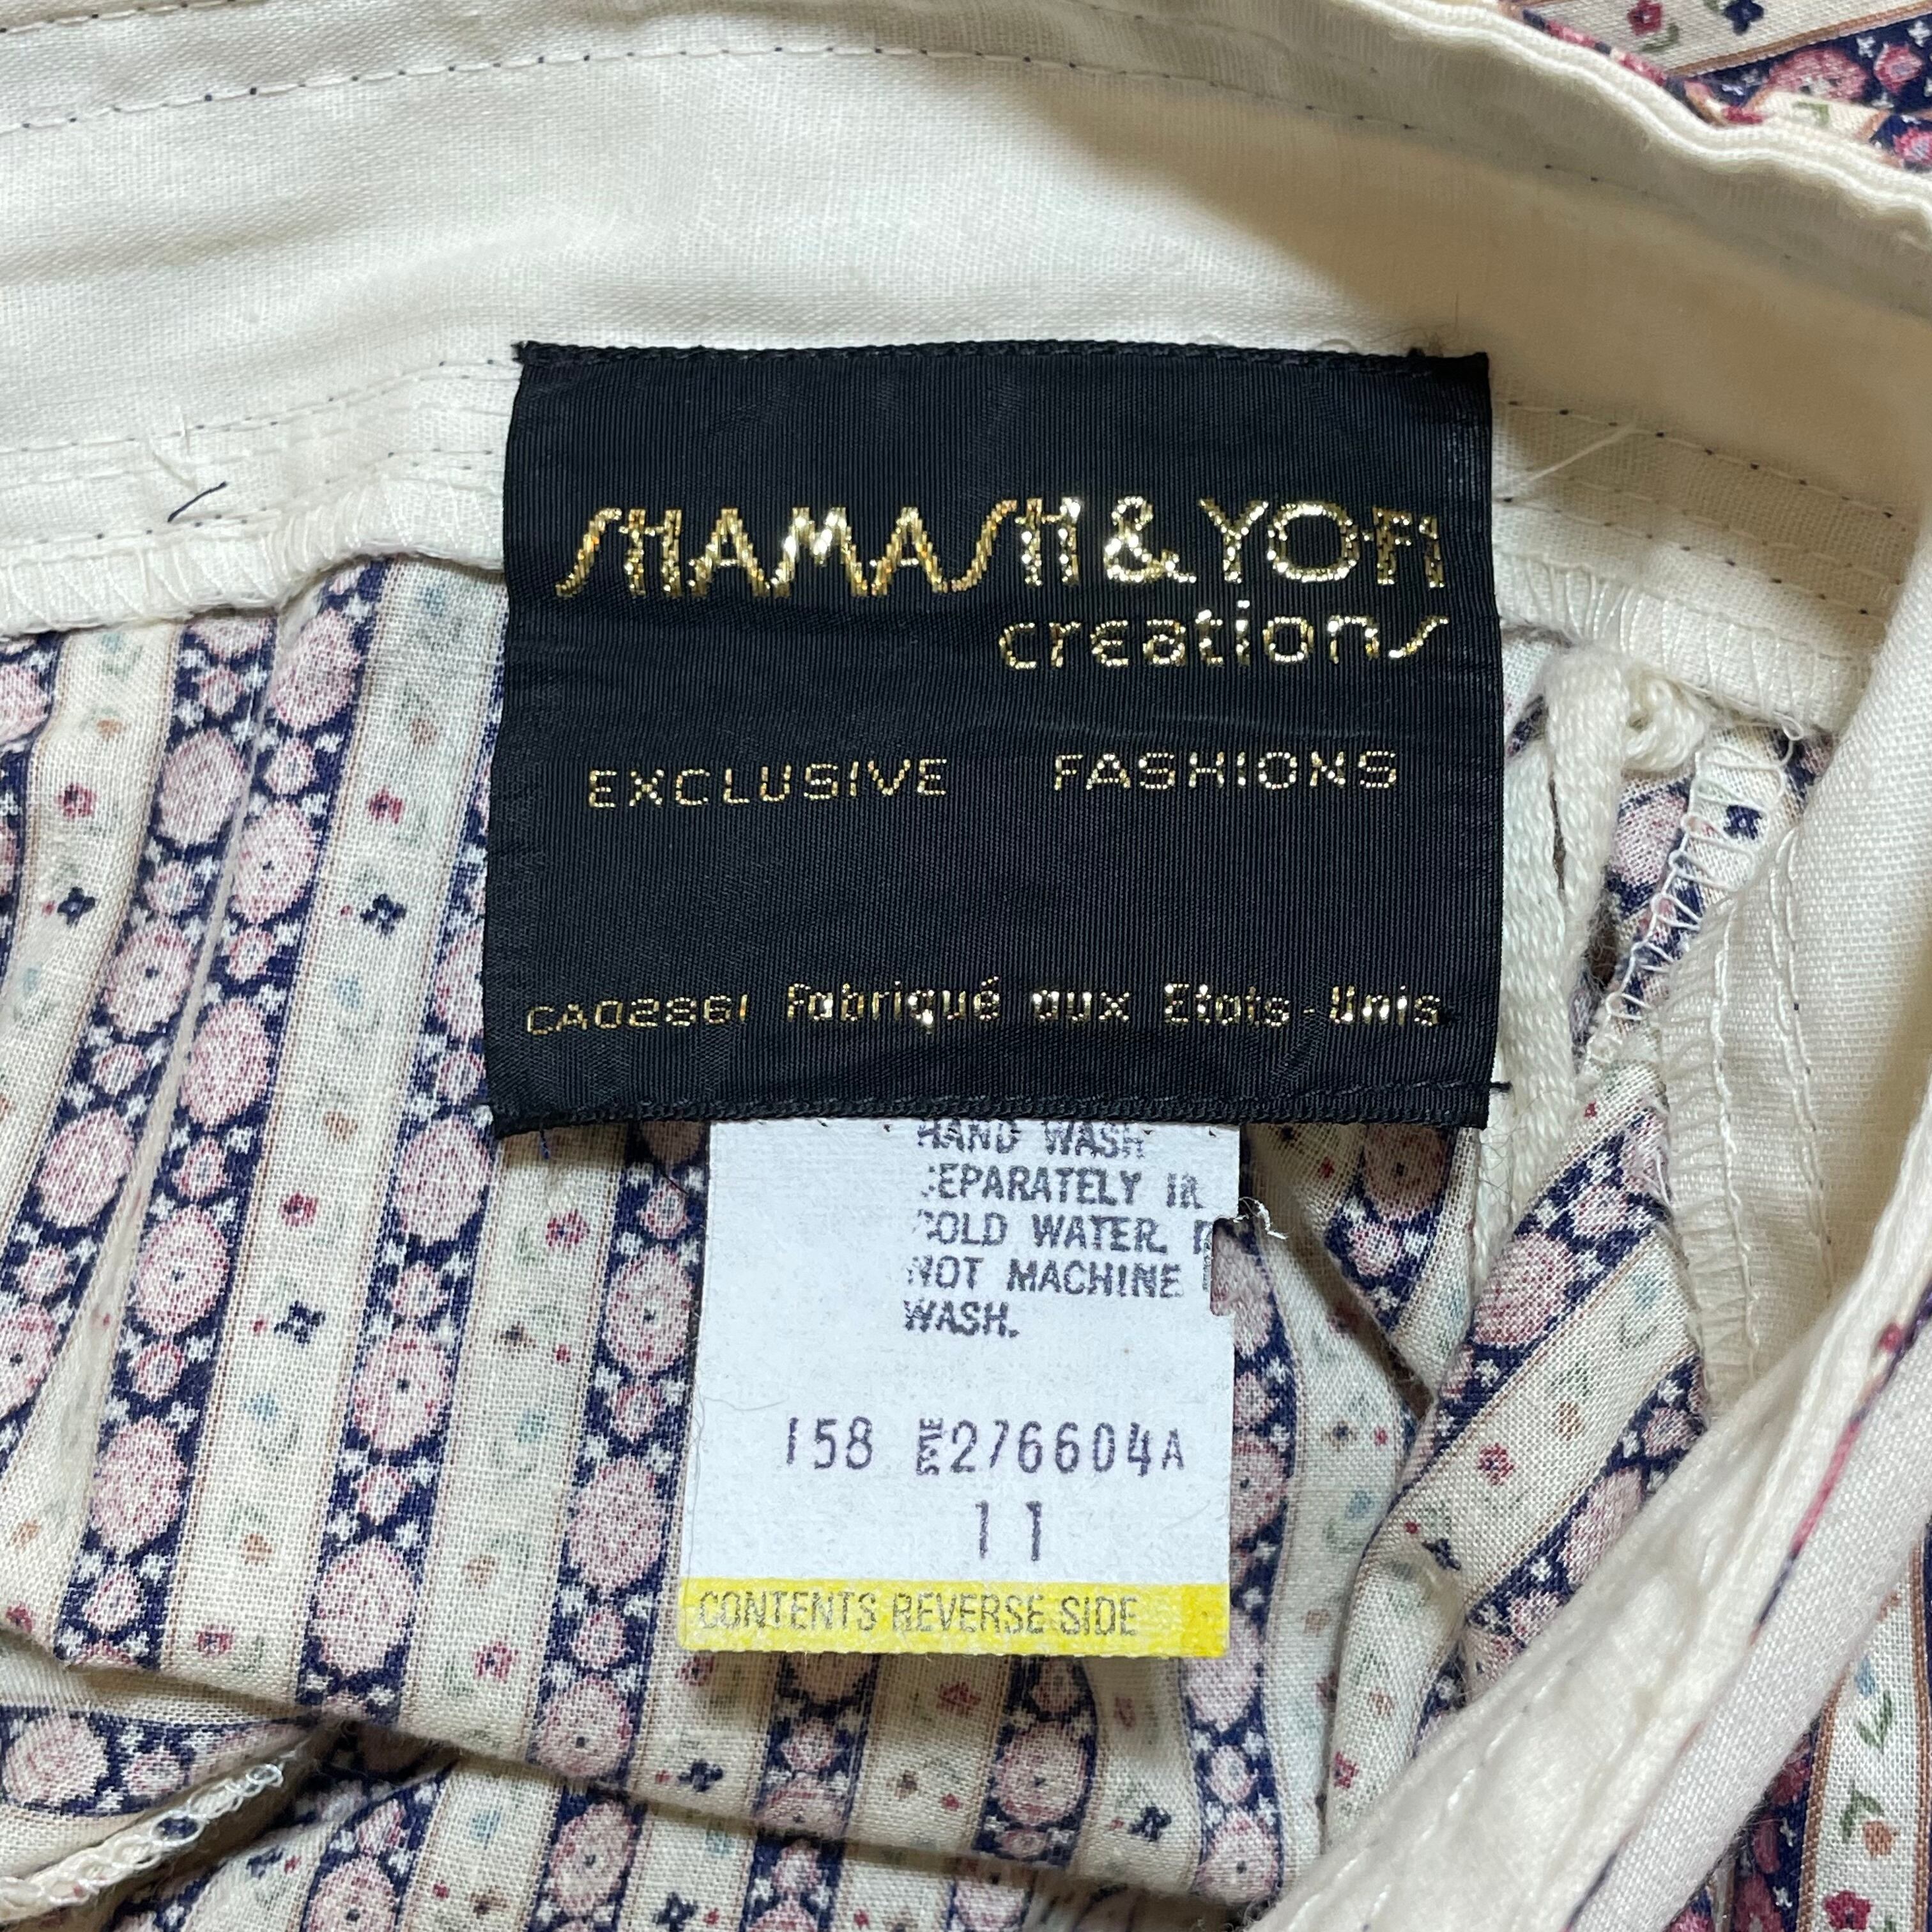 SHAMASH & YOFI
creations
EXCLUSIVE FASHIONS
CA02861 Fabriqué aux Etats-Unis
HAND WASH
SEPARATELY IN
COLD WATER.
NOT MACHINE
WASH.
158 276604A
11
CONTENTS REVERSE SIDE